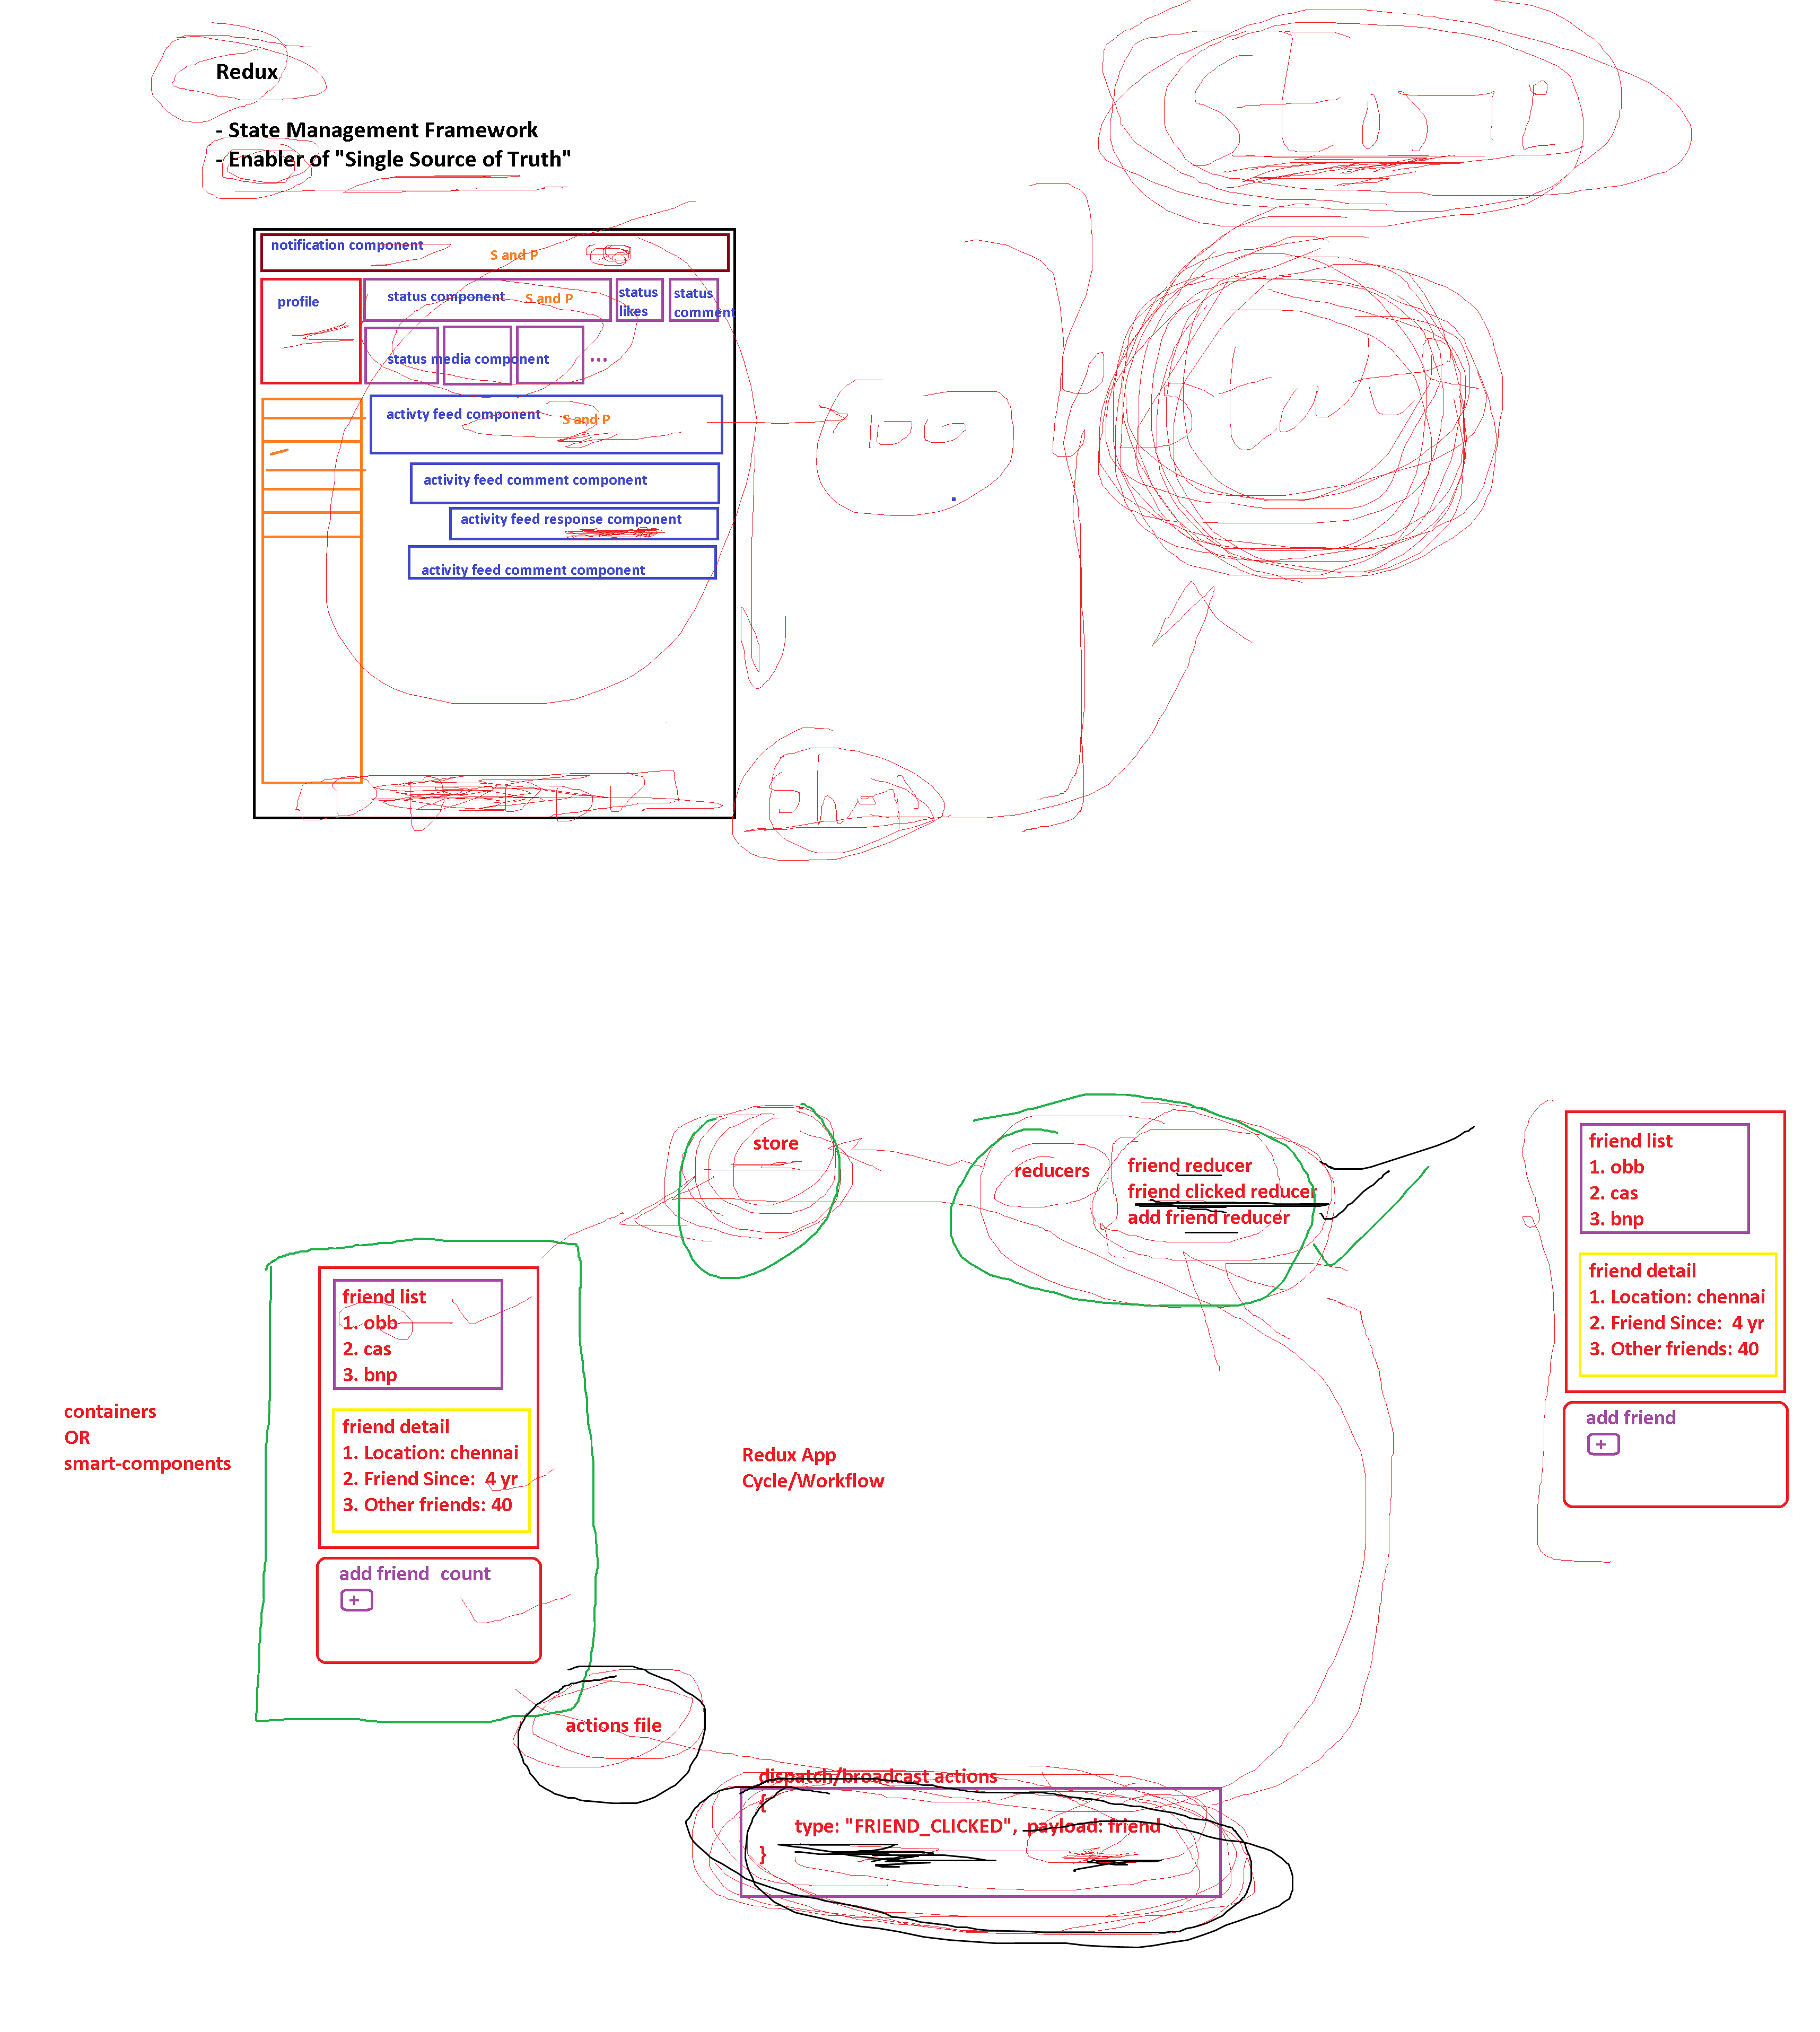 Redux
- State Management Framework
- Enabler of "Single Source of Truth"
Store
notification component
S and P
profile
status component
S and P
status
likes
status
comment
status media component
...
activty feed component
S and P
activity feed comment component
activity feed response component
activity feed comment component
100
state
store
reducers
friend reducer
friend clicked reducer
add friend reducer
friend list
1. obb
2. cas
3. bnp
friend detail
1. Location: chennai
2. Friend Since:  4 yr
3. Other friends: 40
add friend
+
containers
OR
smart-components
friend list
1. obb
2. cas
3. bnp
friend detail
1. Location: chennai
2. Friend Since:  4 yr
3. Other friends: 40
add friend  count
+
Redux App
Cycle/Workflow
actions file
dispatch/broadcast actions
{
type: "FRIEND_CLICKED",  payload: friend
}